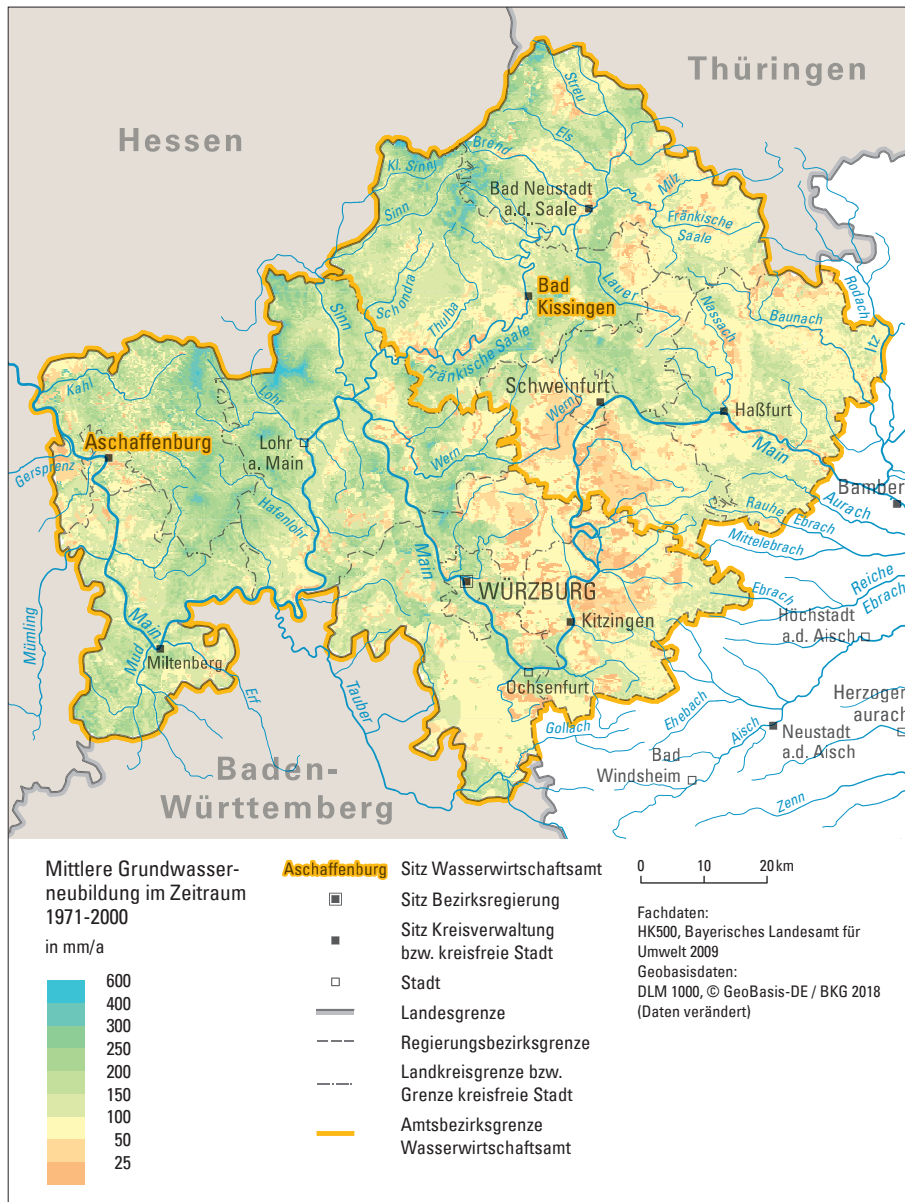 Thüringen
Hessen
Streu
Els
Brend
Kl. Sinn
Bad Neustadt
a.d. Saale
Milz
Sinn
Fränkische
Saale
Rodach
Schondra
Sinn
Bad
Kissingen
Lauer
Nassach
Baunach
Itz
Thulba
Fränkische Saale
Schweinfurt
Kahl
Lohr
Wern
Haßfurt
Aschaffenburg
Lohr
a. Main
Wern
Main
Gersprenz
Bamber
Aurach
Hafenlohr
Rauhe Ebrach
Mittelebrach
Main
WÜRZBURG
Ebrach
Reiche
Ebrach
Mümling
Main
Mud
Miltenberg
Kitzingen
Höchstadt
a.d. Aisch
Erf
Tauber
Ochsenfurt
Gollach
Ehebach
Aisch
Herzogen
aurach
Neustadt
a.d. Aisch
Bad
Windsheim
Baden-
Württemberg
Zenn
Mittlere Grundwasser-
neubildung im Zeitraum
1971-2000
in mm/a
600
400
300
250
200
150
100
50
25
Aschaffenburg Sitz Wasserwirtschaftsamt
Sitz Bezirksregierung
Sitz Kreisverwaltung
bzw. kreisfreie Stadt
Stadt
Landesgrenze
Regierungsbezirksgrenze
Landkreisgrenze bzw.
Grenze kreisfreie Stadt
Amtsbezirksgrenze
Wasserwirtschaftsamt
0 10 20 km
Fachdaten:
HK500, Bayerisches Landesamt für
Umwelt 2009
Geobasisdaten:
DLM 1000, © GeoBasis-DE / BKG 2018
(Daten verändert)